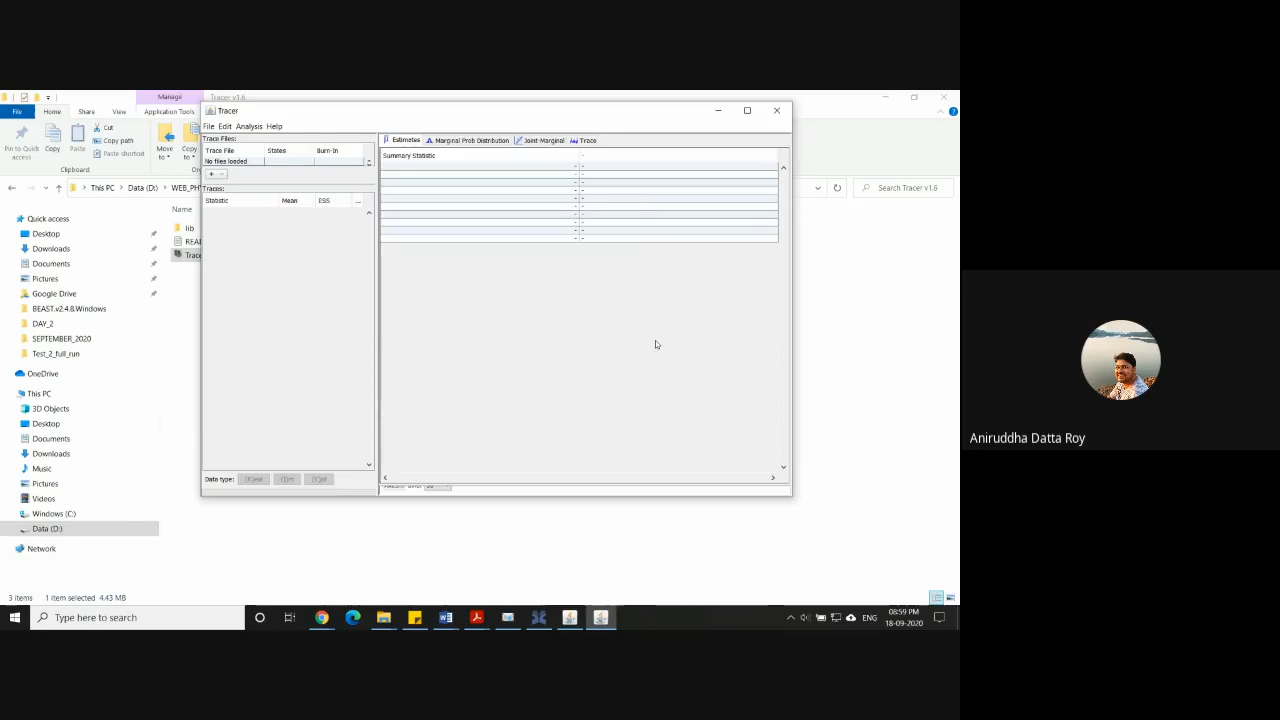 Manage
Tracer v1.6
File
Home
Share
View
Application Tools
Pin to Quick access
Copy
Paste
Cut
Copy path
Paste shortcut
Move to
Copy to
Clipboard
This PC
Data (D:)
Search Tracer v1.6
Tracer
File Edit Analysis Help
Trace Files:
Trace File States Burn-In
No files loaded
+ -
Traces:
Statistic Mean ESS ...
Data type: (R)eal (I)nt (C)at
Estimates Marginal Prob Distribution Joint-Marginal Trace
Summary Statistic -
Name
lib
Quick access
Desktop
Downloads
Documents
Pictures
Google Drive
BEAST.v2.4.8.Windows
DAY_2
SEPTEMBER_2020
Test_2_full_run
OneDrive
This PC
3D Objects
Desktop
Documents
Downloads
Music
Pictures
Videos
Windows (C:)
Data (D:)
Network
3 items 1 item selected 4.43 MB
Type here to search
ENG
08:59 PM
18-09-2020
Aniruddha Datta Roy